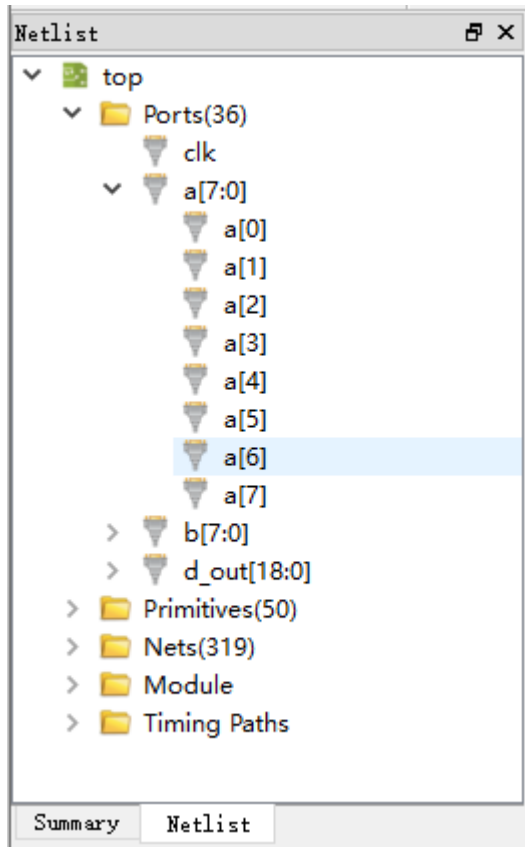 Netlist
top
Ports(36)
clk
a[7:0]
a[0]
a[1]
a[2]
a[3]
a[4]
a[5]
a[6]
a[7]
b[7:0]
d_out[18:0]
Primitives(50)
Nets(319)
Module
Timing Paths
Summary Netlist